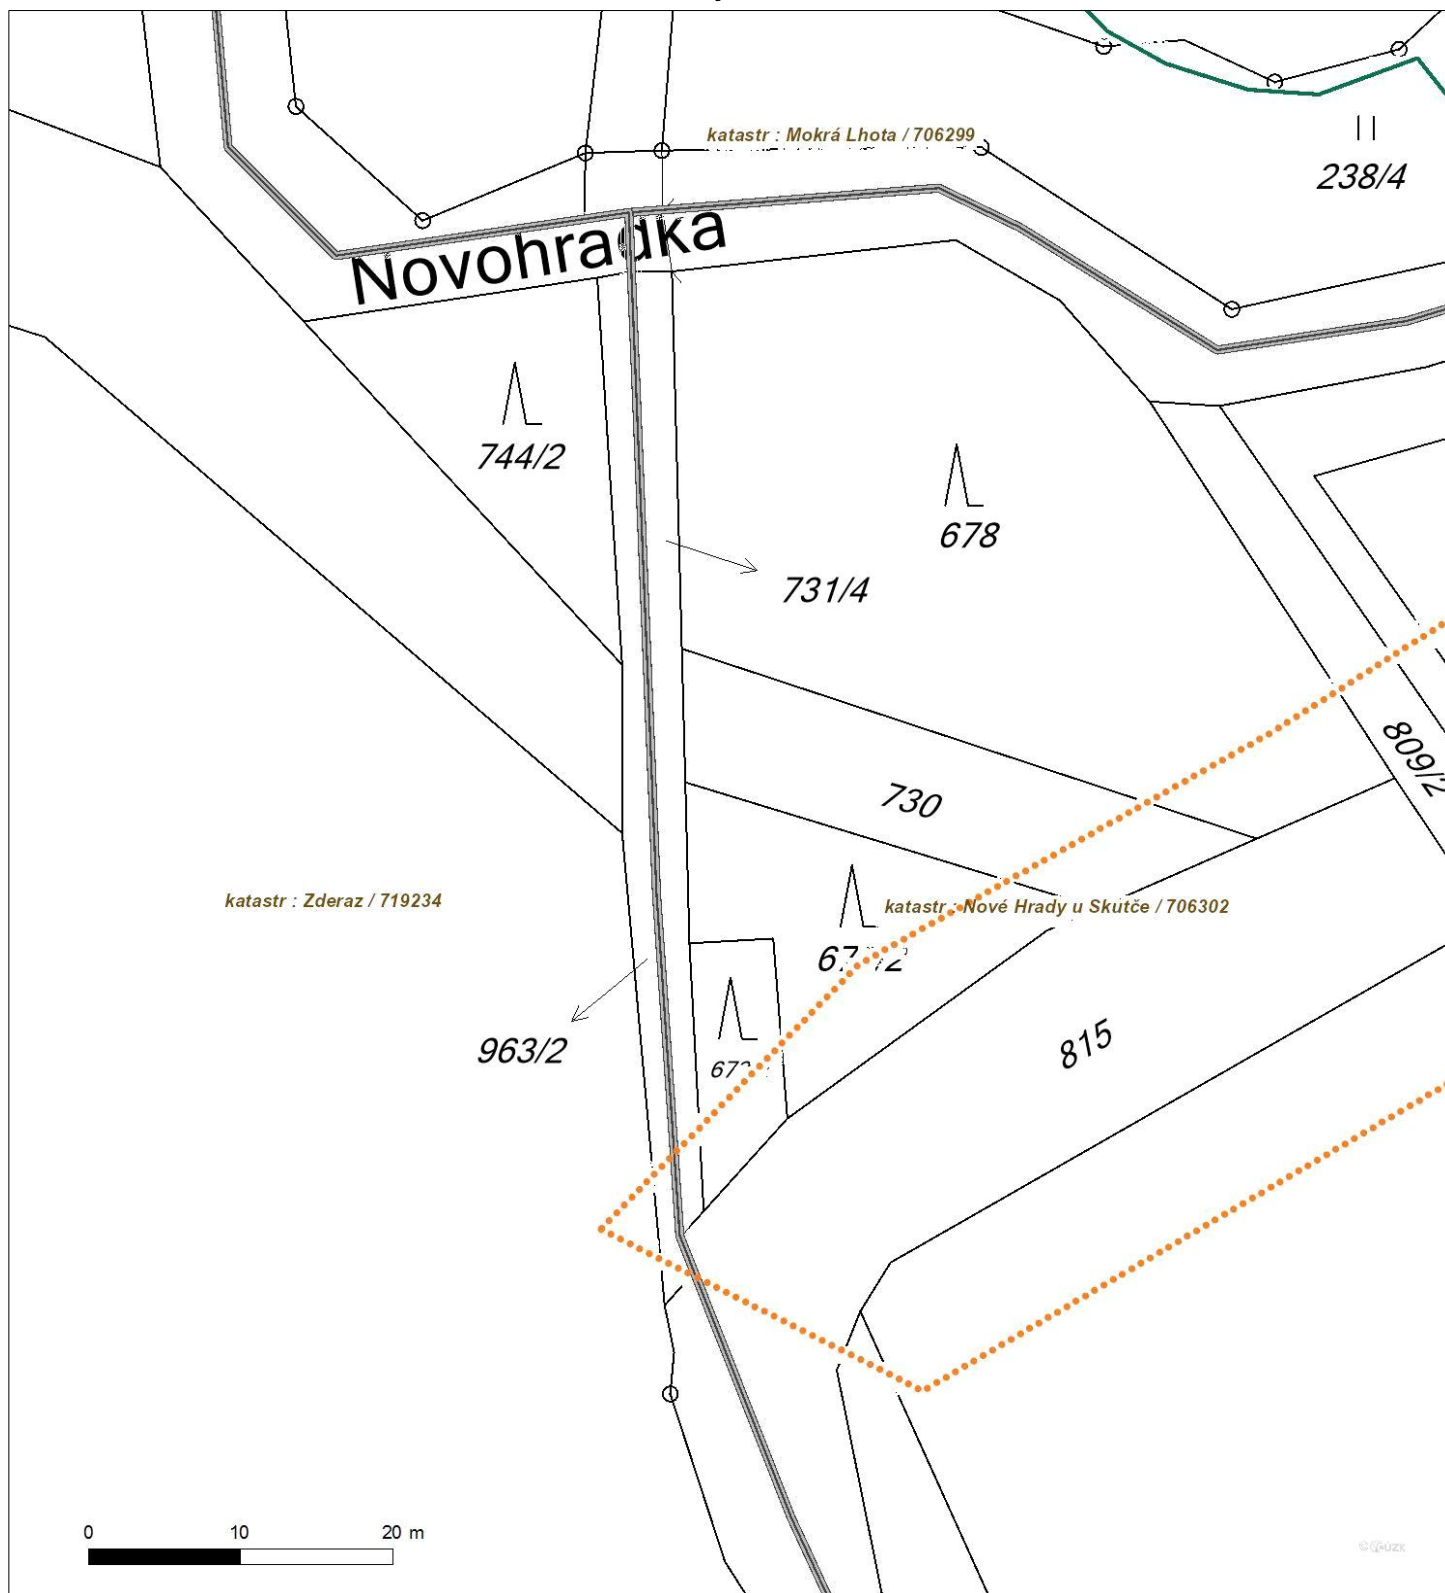 katastr : Mokrá Lhota / 706299
238/4
Novohradka
744/2
678
731/4
809/2
730
katastr : Zderaz / 719234
katastr : Nové Hrady u Skutče / 706302
963/2
815
0 10 20 m